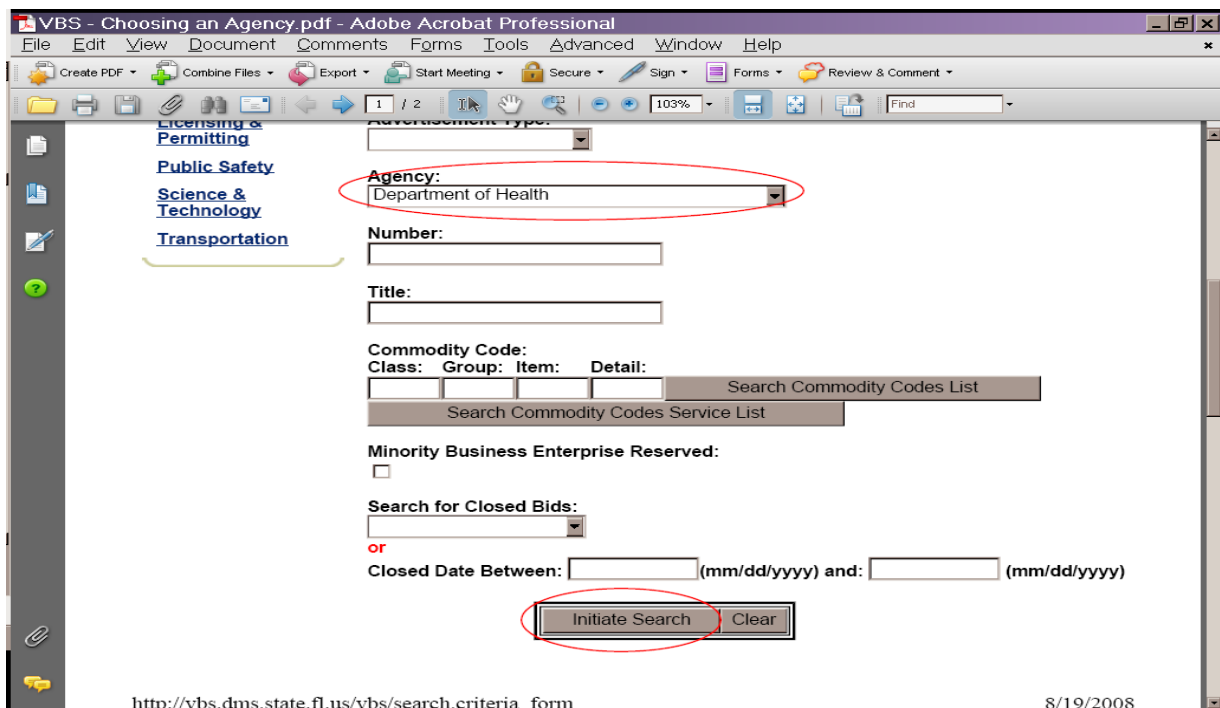 VBS - Choosing an Agency.pdf - Adobe Acrobat Professional
File Edit View Document Comments Forms Tools Advanced Window Help
Create PDF Combine Files Export Start Meeting Secure Sign Forms Review & Comment
1 / 2 103% Find
Licensing &
Permitting
Public Safety
Science &
Technology
Transportation
Advertisement Type:
Agency:
Department of Health
Number:
Title:
Commodity Code:
Class: Group: Item: Detail:
Search Commodity Codes List
Search Commodity Codes Service List
Minority Business Enterprise Reserved:
Search for Closed Bids:
or
Closed Date Between: (mm/dd/yyyy) and: (mm/dd/yyyy)
Initiate Search Clear
http://vbs.dms.state.fl.us/vbs/search.criteria_form 8/19/2008